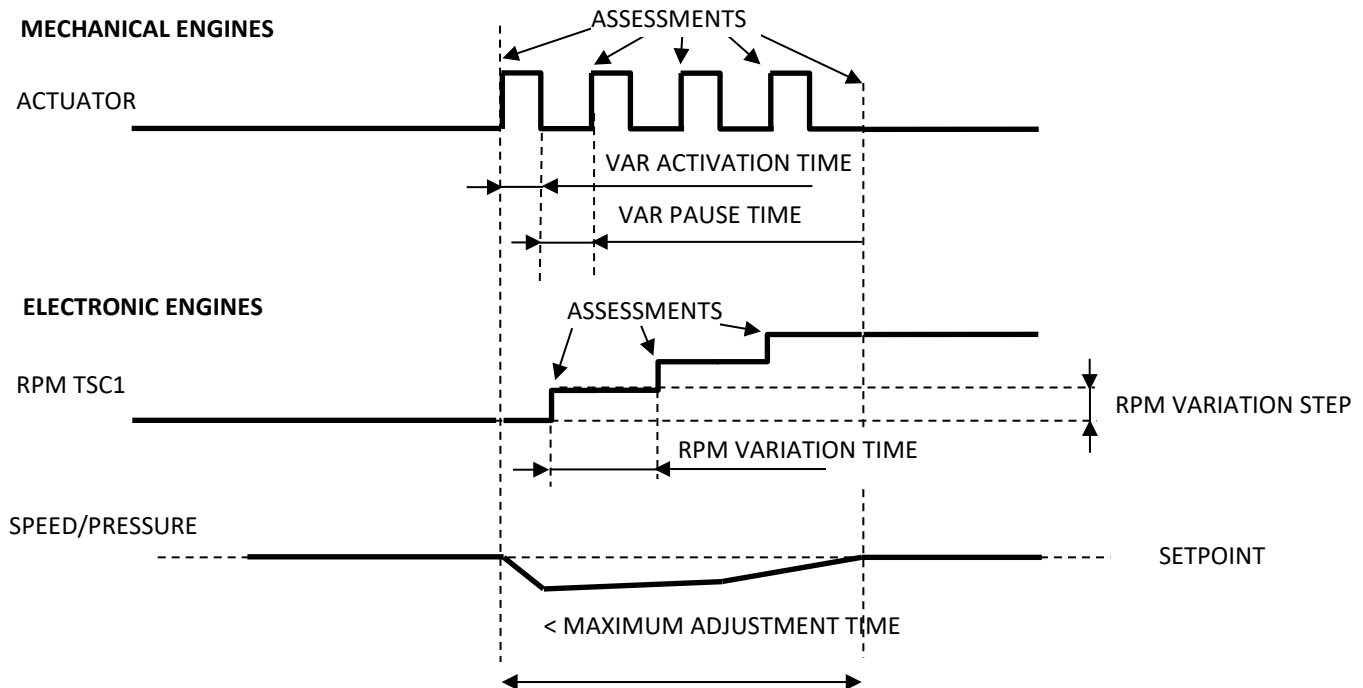 ASSESSMENTS
MECHANICAL ENGINES
ACTUATOR
VAR ACTIVATION TIME
VAR PAUSE TIME
ELECTRONIC ENGINES
ASSESSMENTS
RPM TSC1
RPM VARIATION STEP
RPM VARIATION TIME
SPEED/PRESSURE
SETPOINT
< MAXIMUM ADJUSTMENT TIME